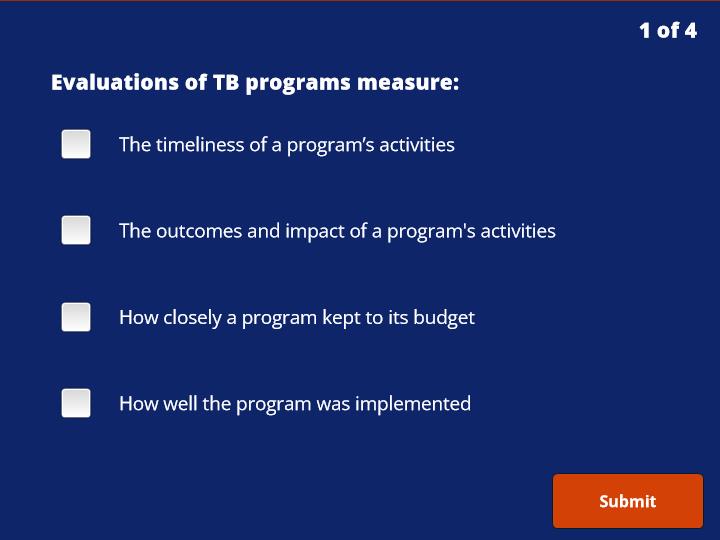 1 of 4
Evaluations of TB programs measure:
The timeliness of a program’s activities
The outcomes and impact of a program's activities
How closely a program kept to its budget
How well the program was implemented
Submit